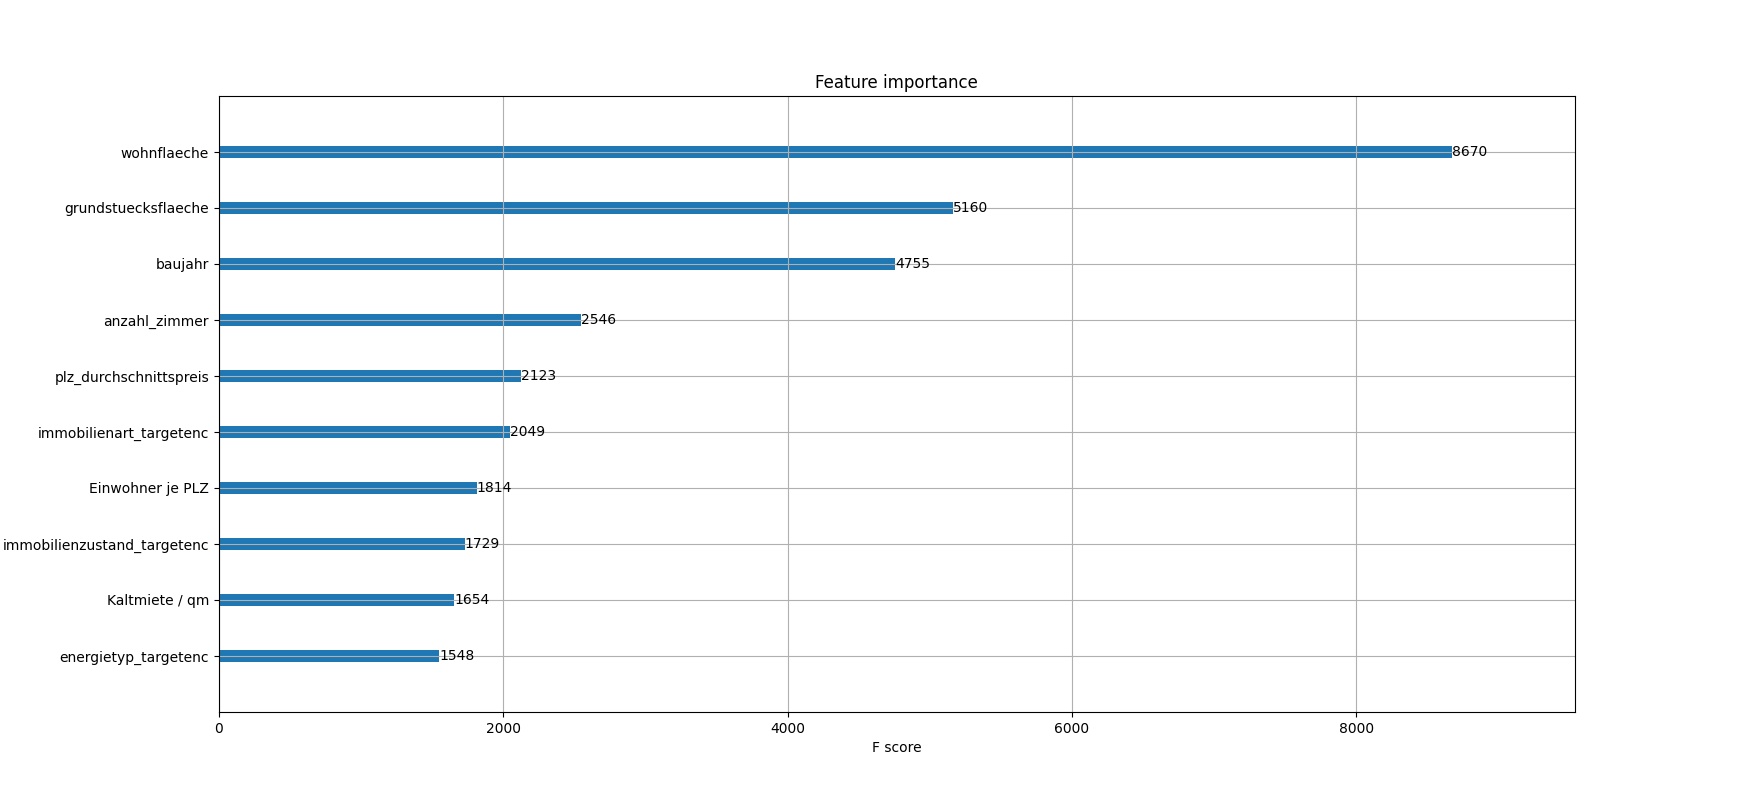 Feature importance
wohnflaeche 8670
grundstuecksflaeche 5160
baujahr 4755
anzahl_zimmer 2546
plz_durchschnittspreis 2123
immobilienart_targetenc 2049
Einwohner je PLZ 1814
immobilienzustand_targetenc 1729
Kaltmiete / qm 1654
energietyp_targetenc 1548
0 2000 4000 6000 8000
F score